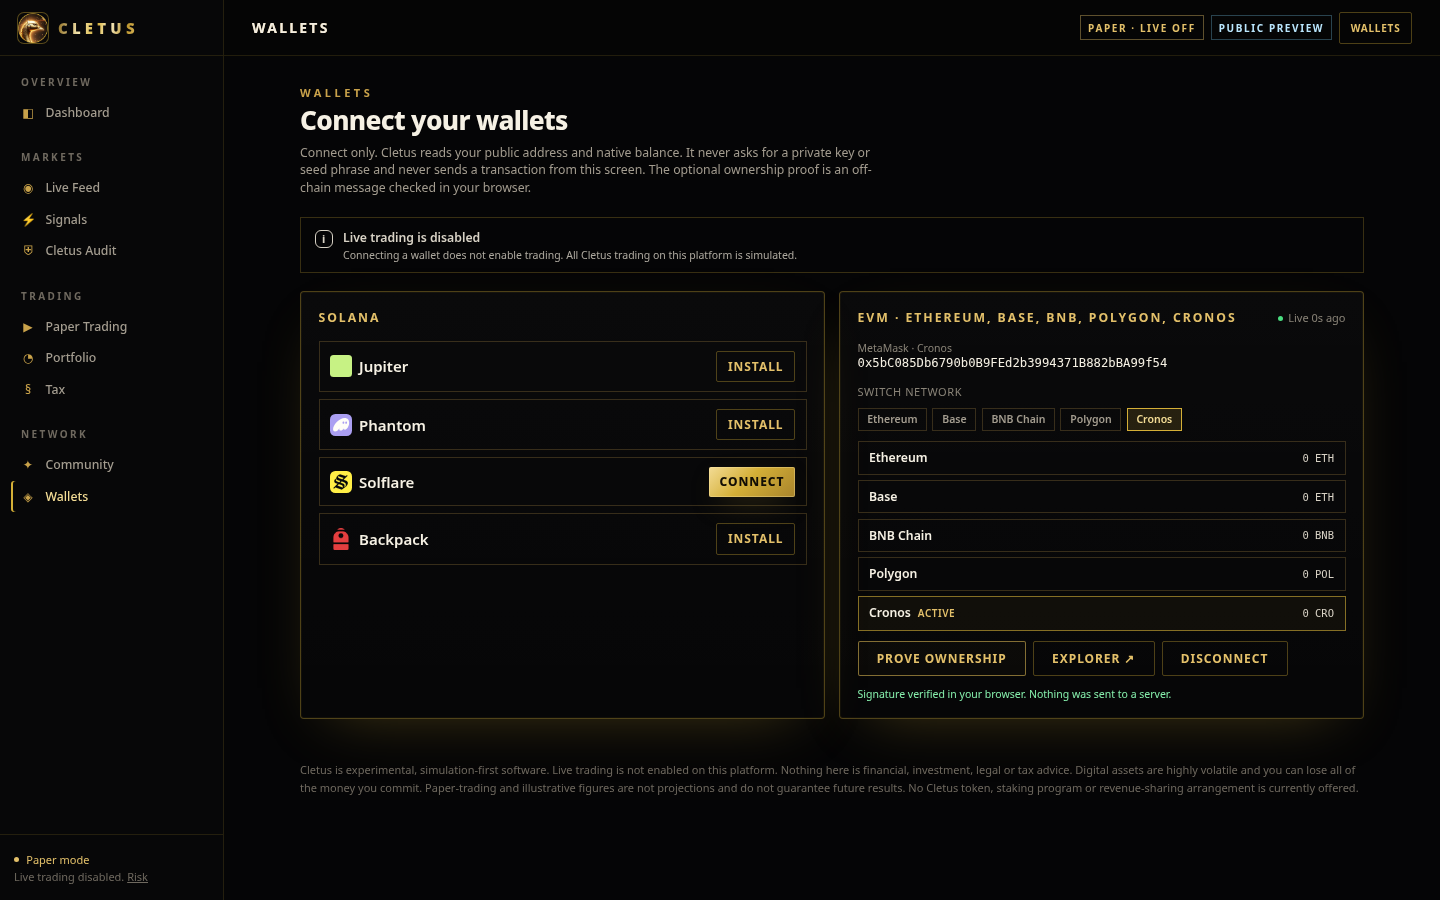 CLETUS
WALLETS
PAPER · LIVE OFF
PUBLIC PREVIEW
WALLETS
OVERVIEW
Dashboard
MARKETS
Live Feed
Signals
Cletus Audit
TRADING
Paper Trading
Portfolio
§ Tax
NETWORK
Community
Wallets
Paper mode
Live trading disabled. Risk
WALLETS
Connect your wallets
Connect only. Cletus reads your public address and native balance. It never asks for a private key or
seed phrase and never sends a transaction from this screen. The optional ownership proof is an off-
chain message checked in your browser.
i Live trading is disabled
Connecting a wallet does not enable trading. All Cletus trading on this platform is simulated.
SOLANA
Jupiter INSTALL
Phantom INSTALL
Solflare CONNECT
Backpack INSTALL
EVM · ETHEREUM, BASE, BNB, POLYGON, CRONOS
Live 0s ago
MetaMask · Cronos
0x5bC085Db6790b0B9FEd2b3994371B882bBA99f54
SWITCH NETWORK
Ethereum Base BNB Chain Polygon Cronos
Ethereum 0 ETH
Base 0 ETH
BNB Chain 0 BNB
Polygon 0 POL
Cronos ACTIVE 0 CRO
PROVE OWNERSHIP EXPLORER ↗ DISCONNECT
Signature verified in your browser. Nothing was sent to a server.
Cletus is experimental, simulation-first software. Live trading is not enabled on this platform. Nothing here is financial, investment, legal or tax advice. Digital assets are highly volatile and you can lose all of
the money you commit. Paper-trading and illustrative figures are not projections and do not guarantee future results. No Cletus token, staking program or revenue-sharing arrangement is currently offered.